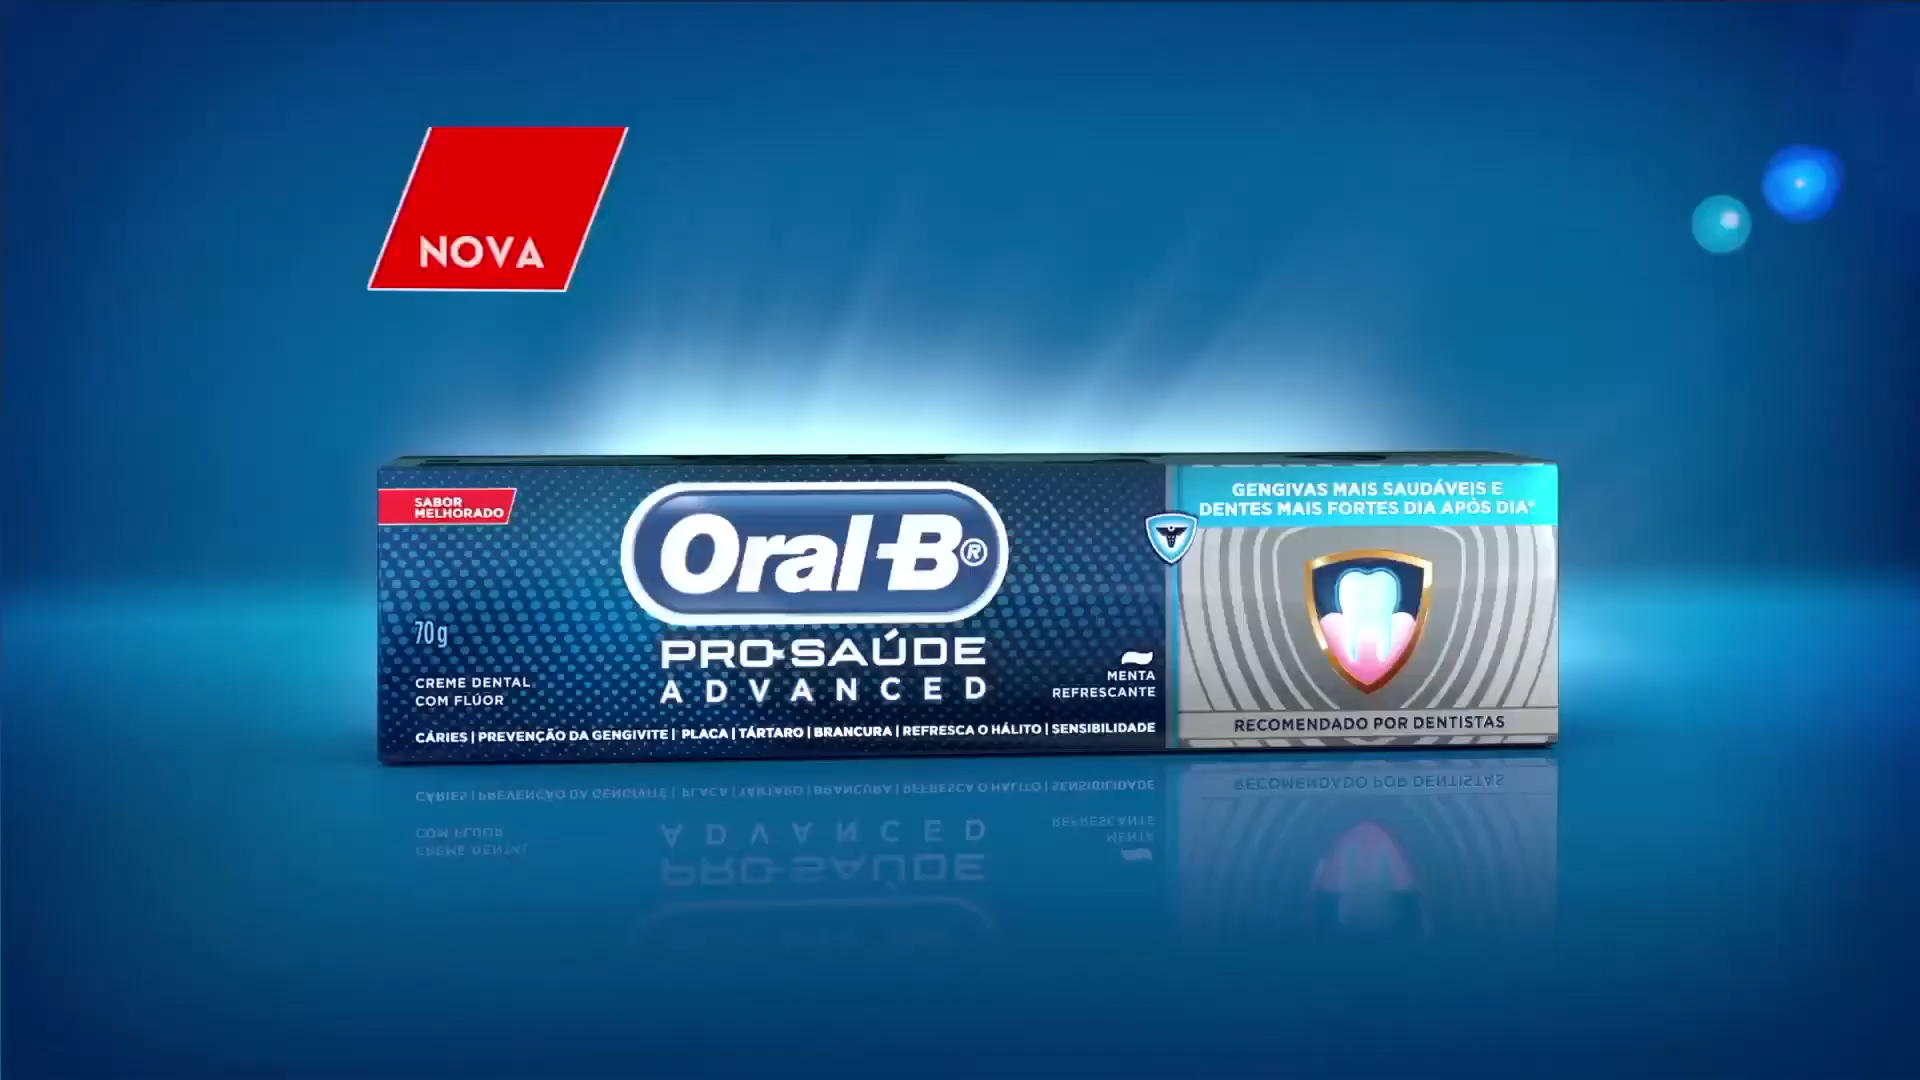 NOVA
SABOR
MELHORADO
Oral-B®
PRO-SAÚDE
ADVANCED
70g
CREME DENTAL
COM FLÚOR
MENTA
REFRESCANTE
CÁRIES | PREVENÇÃO DA GENGIVITE | PLACA | TÁRTARO | BRANCURA | REFRESCA O HÁLITO | SENSIBILIDADE
GENGIVAS MAIS SAUDÁVEIS E
DENTES MAIS FORTES DIA APÓS DIA*
RECOMENDADO POR DENTISTAS